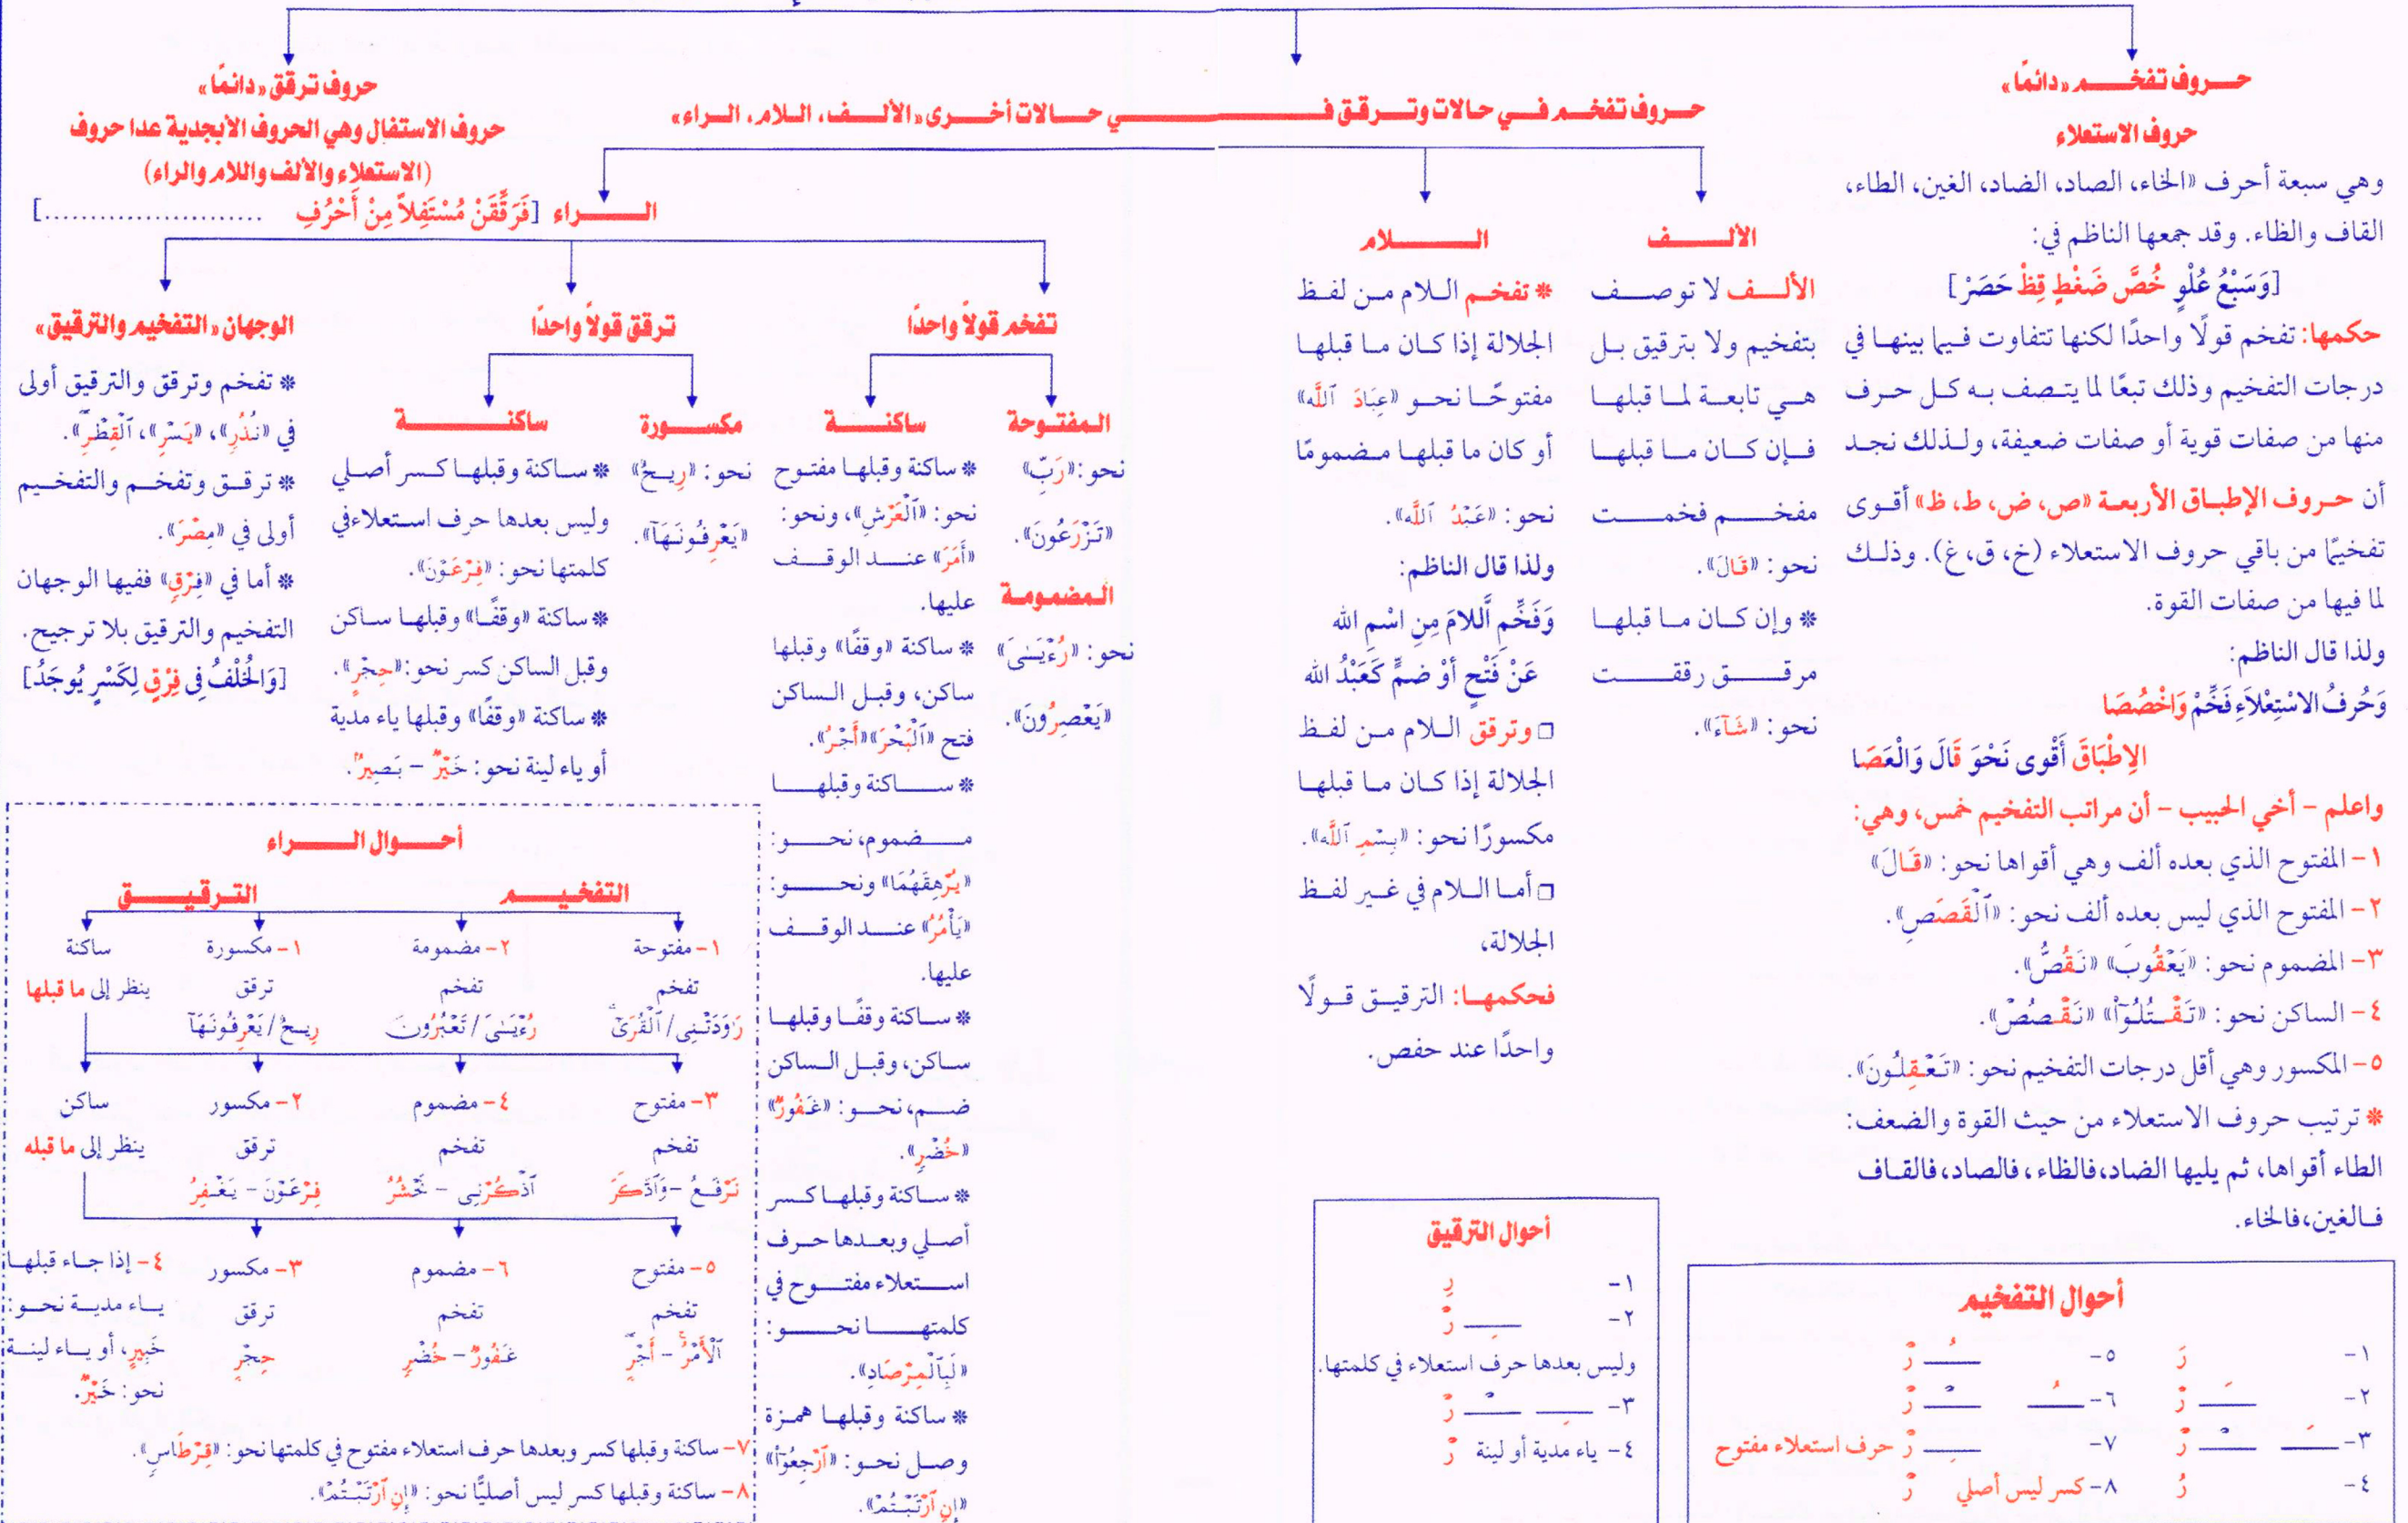 حروف تفخم «دائمًا»
حروف الاستعلاء
وهي سبعة أحرف «الخاء، الصاد، الضاد، الغين، الطاء،
القاف والظاء. وقد جمعها الناظم في:
[وَسَبْعُ عُلْوٍ خُصَّ ضَغْطٍ قِظْ حَصَرْ]
حكمها: تفخم قولًا واحدًا لكنها تتفاوت فيما بينها في
درجات التفخيم وذلك تبعًا لما يتصف به كل حرف
منها من صفات قوية أو صفات ضعيفة، ولذلك نجد
أن حروف الإطباق الأربعة «ص، ض، ط، ظ» أقوى
تفخيمًا من باقي حروف الاستعلاء (خ، ق، غ). وذلك
لما فيها من صفات القوة.
ولذا قال الناظم:
وَحُرفُ الاسْتِعْلَاءِ فَخِّمْ وَاخْصُصَا
الِاطْبَاقَ أَقْوى نَحْوَ قَالَ وَالْعَصَا
واعلم – أخي الحبيب – أن مراتب التفخيم خمس، وهي:
١- المفتوح الذي بعده ألف وهي أقواها نحو: «قَالَ»
٢- المفتوح الذي ليس بعده ألف نحو: «ٱلْقَصَصِ».
٣- المضموم نحو: «يَعْقُوبَ» «نَقُصُّ».
٤- الساكن نحو: «تَقْتُلُوٓاْ» «نَقْصُصْ».
٥- المكسور وهي أقل درجات التفخيم نحو: «تَعْقِلُونَ».
* ترتيب حروف الاستعلاء من حيث القوة والضعف:
الطاء أقواها، ثم يليها الضاد، فالظاء، فالصاد، فالقاف
فالغين، فالخاء.
أحوال التفخيم
١- رَ
٢- ـَـ رْ
٣- ـَـ ـْـ رْ
٤- رُ
٥- ـُـ رْ
٦- ـُـ ـْـ رْ
٧- ـِـ رْ حرف استعلاء مفتوح
٨- كسر ليس أصلي رْ
حروف تفخم في حالات وترقق في حالات أخرى «الألف، اللام، الراء»
الألف
الألف لا توصف
بتفخيم ولا بترقيق بل
هي تابعة لما قبلها
فإن كان ما قبلها
مفخم فخمت
نحو: «قَالَ».
* وإن كان ما قبلها
مرقق رققت
نحو: «شَآءَ».
اللام
* تفخم اللام من لفظ
الجلالة إذا كان ما قبلها
مفتوحًا نحو «عِبَادَ ٱللَّه»
أو كان ما قبلها مضمومًا
نحو: «عَبْدُ ٱللَّه».
ولذا قال الناظم:
وَفَخِّمِ اَللامَ مِنِ اسْمِ الله
عَنْ فَتْحٍ أوْ ضمٍّ كَعَبْدُ الله
□ وترقق اللام من لفظ
الجلالة إذا كان ما قبلها
مكسورًا نحو: «بِسْمِ ٱللَّه».
□ أما اللام في غير لفظ
الجلالة،
فحكمها: الترقيق قولًا
واحدًا عند حفص.
أحوال الترقيق
١- رِ
٢- ـِـ رْ
وليس بعدها حرف استعلاء في كلمتها.
٣- ـِـ ـْـ رْ
٤- ياء مدية أو لينة رْ
الراء
تفخم قولاً واحدًا
المفتوحة
نحو: «رَبِّ»
«تَزْرَعُونَ».
المضمومة
نحو: «رُءْيَـٰىَ»
«يَعْصِرُونَ».
ساكنة
* ساكنة وقبلها مفتوح
نحو: «ٱلْعَرْشِ»، ونحو:
«أَمَرَ» عند الوقف
عليها.
* ساكنة «وقفًا» وقبلها
ساكن، وقبل الساكن
فتح «ٱلْبَحْرَ» «أَجْرُ».
* ساكنة وقبلها
مضموم، نحو:
«يُرْهِقَهُمَا» ونحو:
«يَأْمُرُ» عند الوقف
عليها.
* ساكنة وقفًا وقبلها
ساكن، وقبل الساكن
ضم، نحو: «غَفُورٌ»
«خُضْرٍ».
* ساكنة وقبلها كسر
أصلي وبعدها حرف
استعلاء مفتوح في
كلمتها نحو:
«لَبِٱلْمِرْصَادِ».
* ساكنة وقبلها همزة
وصل نحو: «ٱرْجِعُوٓاْ»
«إِنِ ٱرْتَبْتُمْ».
ترقق قولاً واحدًا
مكسورة
نحو: «رِيحُ»
«يَعْرِفُونَهَآ».
ساكنة
* ساكنة وقبلها كسر أصلي
وليس بعدها حرف استعلاء في
كلمتها نحو: «فِرْعَوْنَ».
* ساكنة «وقفًا» وقبلها ساكن
وقبل الساكن كسر نحو: «حِجْرٍ».
* ساكنة «وقفًا» وقبلها ياء مدية
أو ياء لينة نحو: خَيْرٌ – بَصِيرٌ.
حروف ترقق «دائمًا»
حروف الاستفال وهي الحروف الأبجدية عدا حروف
(الاستعلاء والألف واللام والراء)
[فَرَقِّقَنْ مُسْتَفِلاً مِنْ أَحْرُفِ ........................]
الوجهان «التفخيم والترقيق»
* تفخم وترقق والترقيق أولى
في «نُذُرِ»، «يَسْرِ»، ٱلْقِطْرِ».
* ترقق وتفخم والتفخيم
أولى في «مِصْرَ».
* أما في «فِرْقٍ» ففيها الوجهان
التفخيم والترقيق بلا ترجيح.
[وَالْخُلْفُ فِي فِرْقٍ لِكَسْرٍ يُوجَدُ]
أحوال الراء
التفخيم الترقيق
١- مفتوحة ٢- مضمومة ١- مكسورة ساكنة
تفخم تفخم ترقق ينظر إلى ما قبلها
رَٰوَدَتْنِى/ ٱلْقُرَىٰٓ رُءْيَـٰىَ / تَعْبُرُونَ رِيحُ/ يَعْرِفُونَهَآ
٣- مفتوح ٤- مضموم ٢- مكسور ساكن
تفخم تفخم ترقق ينظر إلى ما قبله
نَرْفَعُ – وَٱدَّكَرَ ٱذْكُرْنِى – نَحْشُرُ فِرْعَوْنَ – يَغْفِرُ
٥- مفتوح ٦- مضموم ٣- مكسور ٤- إذا جاء قبلها
تفخم تفخم ترقق ياء مدية نحو:
ٱلْأَمْرُ – أَجْرٍ غَفُورٌ – خُضْرٍ حِجْرٍ خَبِيرٍ، أو ياء لينة
نحو: خَيْرٌ.
٧- ساكنة وقبلها كسر وبعدها حرف استعلاء مفتوح في كلمتها نحو: «قِرْطَاسٍ».
٨- ساكنة وقبلها كسر ليس أصليًّا نحو: «إِنِ ٱرْتَبْتُمْ».